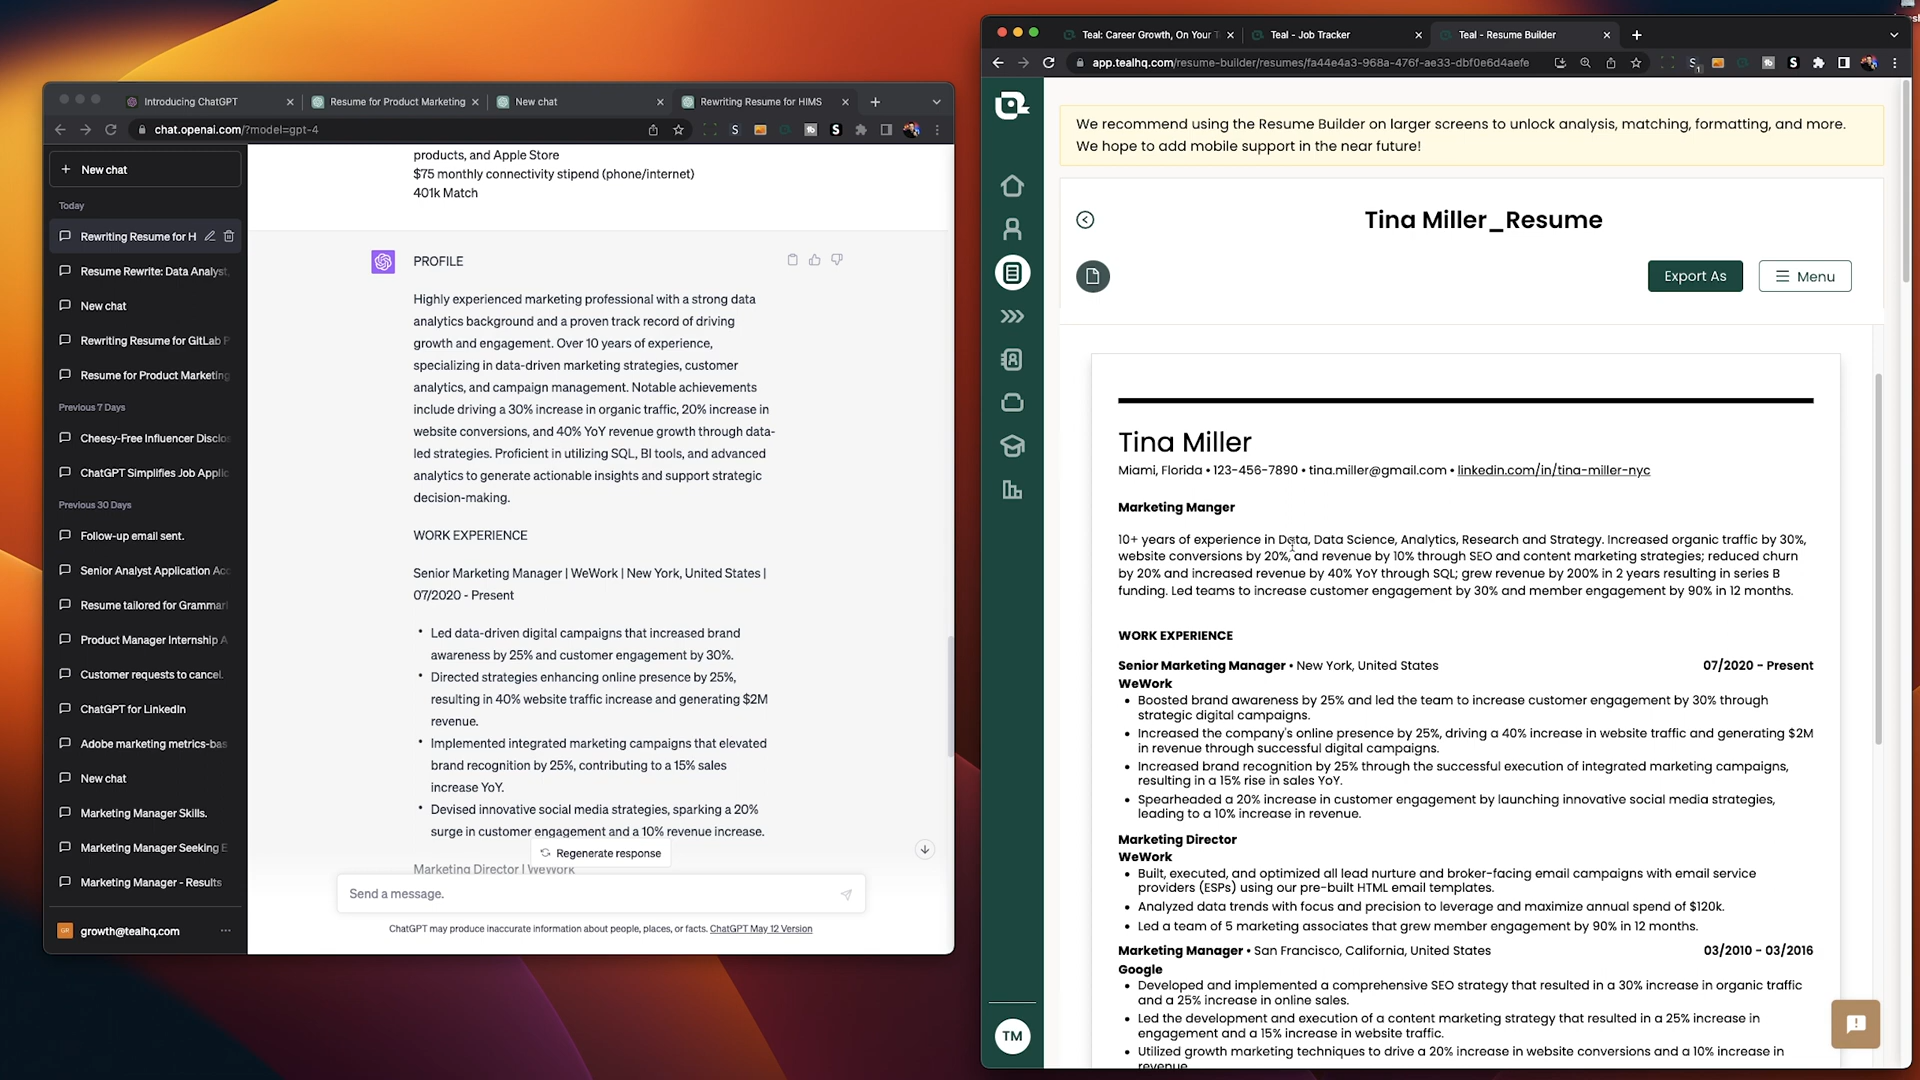 Introducing ChatGPT
Resume for Product Marketing
New chat
Rewriting Resume for HIMS
chat.openai.com/?model=gpt-4
New chat
Today
Rewriting Resume for H
Resume Rewrite: Data Analyst,
New chat
Rewriting Resume for GitLab P
Resume for Product Marketing
Previous 7 Days
Cheesy-Free Influencer Disclo
ChatGPT Simplifies Job Applic
Previous 30 Days
Follow-up email sent.
Senior Analyst Application Acc
Resume tailored for Grammar
Product Manager Internship A
Customer requests to cancel.
ChatGPT for LinkedIn
Adobe marketing metrics-bas
New chat
Marketing Manager Skills.
Marketing Manager Seeking E
Marketing Manager - Results
GR
growth@tealhq.com
products, and Apple Store
$75 monthly connectivity stipend (phone/internet)
401k Match
PROFILE
Highly experienced marketing professional with a strong data
analytics background and a proven track record of driving
growth and engagement. Over 10 years of experience,
specializing in data-driven marketing strategies, customer
analytics, and campaign management. Notable achievements
include driving a 30% increase in organic traffic, 20% increase in
website conversions, and 40% YoY revenue growth through data-
led strategies. Proficient in utilizing SQL, BI tools, and advanced
analytics to generate actionable insights and support strategic
decision-making.
WORK EXPERIENCE
Senior Marketing Manager | WeWork | New York, United States |
07/2020 - Present
• Led data-driven digital campaigns that increased brand
awareness by 25% and customer engagement by 30%.
• Directed strategies enhancing online presence by 25%,
resulting in 40% website traffic increase and generating $2M
revenue.
• Implemented integrated marketing campaigns that elevated
brand recognition by 25%, contributing to a 15% sales
increase YoY.
• Devised innovative social media strategies, sparking a 20%
surge in customer engagement and a 10% revenue increase.
Regenerate response
Marketing Director | WeWork
Send a message.
ChatGPT may produce inaccurate information about people, places, or facts. ChatGPT May 12 Version
Teal: Career Growth, On Your T
Teal - Job Tracker
Teal - Resume Builder
app.tealhq.com/resume-builder/resumes/fa44e4a3-968a-476f-ae33-dbf0e6d4aefe
We recommend using the Resume Builder on larger screens to unlock analysis, matching, formatting, and more.
We hope to add mobile support in the near future!
Tina Miller_Resume
Export As
Menu
Tina Miller
Miami, Florida • 123-456-7890 • tina.miller@gmail.com • linkedin.com/in/tina-miller-nyc
Marketing Manger
10+ years of experience in Data, Data Science, Analytics, Research and Strategy. Increased organic traffic by 30%,
website conversions by 20%, and revenue by 10% through SEO and content marketing strategies; reduced churn
by 20% and increased revenue by 40% YoY through SQL; grew revenue by 200% in 2 years resulting in series B
funding. Led teams to increase customer engagement by 30% and member engagement by 90% in 12 months.
WORK EXPERIENCE
Senior Marketing Manager • New York, United States 07/2020 - Present
WeWork
• Boosted brand awareness by 25% and led the team to increase customer engagement by 30% through
strategic digital campaigns.
• Increased the company's online presence by 25%, driving a 40% increase in website traffic and generating $2M
in revenue through successful digital campaigns.
• Increased brand recognition by 25% through the successful execution of integrated marketing campaigns,
resulting in a 15% rise in sales YoY.
• Spearheaded a 20% increase in customer engagement by launching innovative social media strategies,
leading to a 10% increase in revenue.
Marketing Director
WeWork
• Built, executed, and optimized all lead nurture and broker-facing email campaigns with email service
providers (ESPs) using our pre-built HTML email templates.
• Analyzed data trends with focus and precision to leverage and maximize annual spend of $120k.
• Led a team of 5 marketing associates that grew member engagement by 90% in 12 months.
Marketing Manager • San Francisco, California, United States 03/2010 - 03/2016
Google
• Developed and implemented a comprehensive SEO strategy that resulted in a 30% increase in organic traffic
and a 25% increase in online sales.
• Led the development and execution of a content marketing strategy that resulted in a 25% increase in
engagement and a 15% increase in website traffic.
• Utilized growth marketing techniques to drive a 20% increase in website conversions and a 10% increase in
revenue.
TM